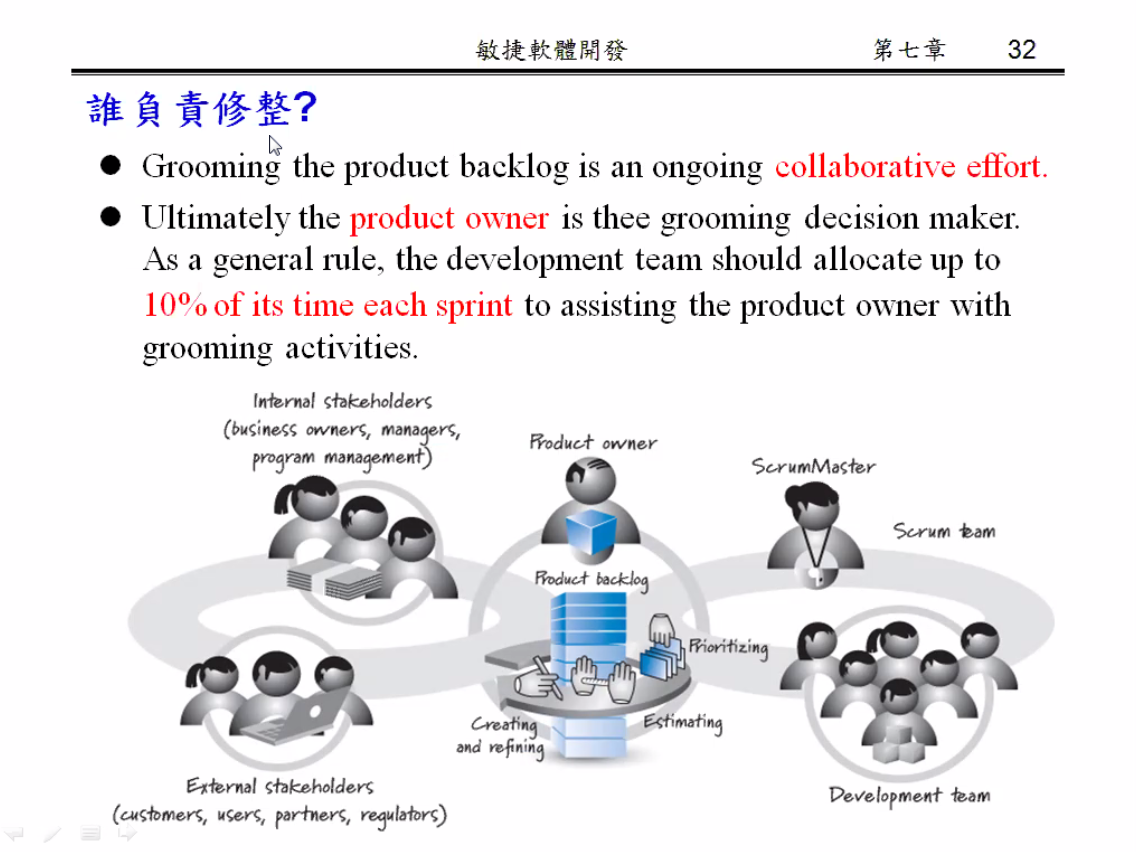 敏捷軟體開發 第七章 32
誰負責修整?
● Grooming the product backlog is an ongoing collaborative effort.
● Ultimately the product owner is thee grooming decision maker.
As a general rule, the development team should allocate up to
10% of its time each sprint to assisting the product owner with
grooming activities.
Internal stakeholders
(business owners, managers,
program management)
Product owner
ScrumMaster
Scrum team
Product backlog
Prioritizing
Creating
and refining
Estimating
External stakeholders
(customers, users, partners, regulators)
Development team